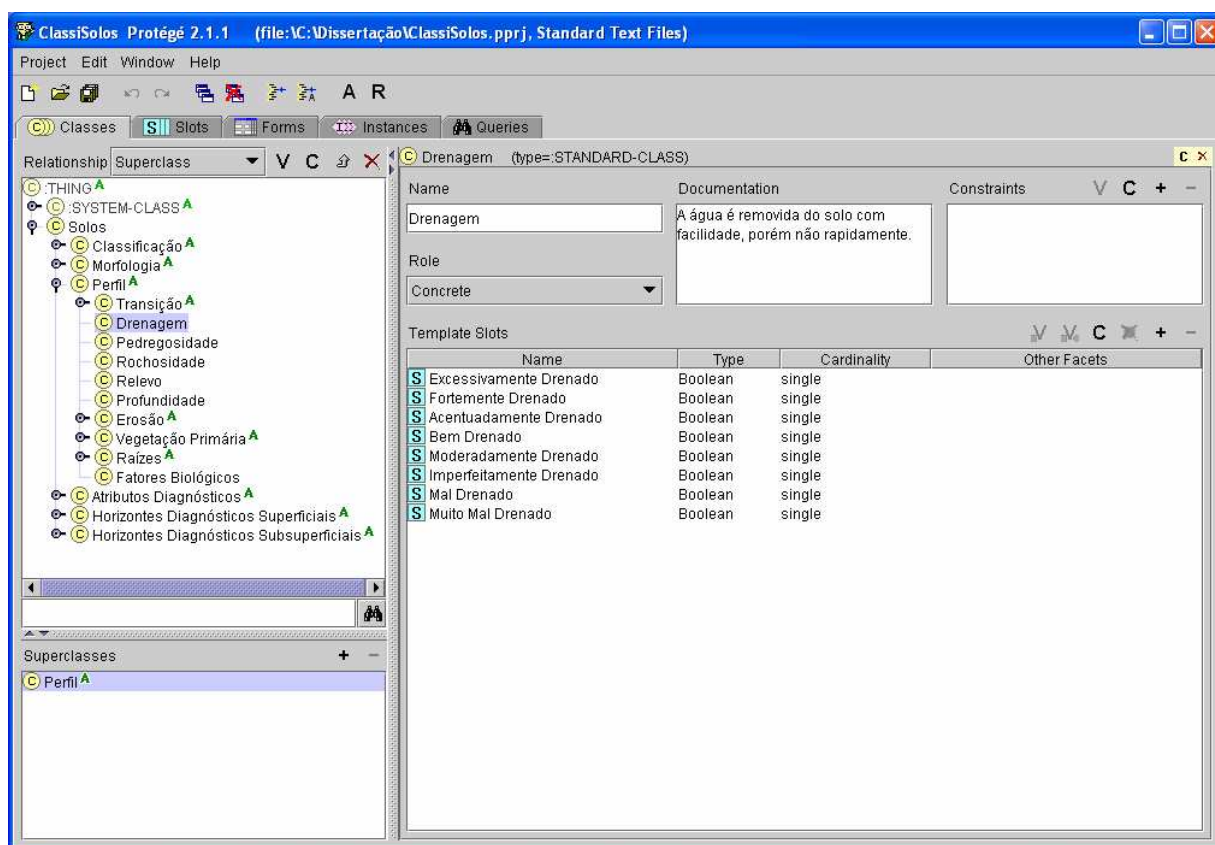 ClassiSolos Protégé 2.1.1 (file:\C:\Dissertação\ClassiSolos.pprj, Standard Text Files)
Project Edit Window Help
A R
Classes Slots Forms Instances Queries
Relationship Superclass V C
C :THING A
C :SYSTEM-CLASS A
C Solos
C Classificação A
C Morfologia A
C Perfil A
C Transição A
C Drenagem
C Pedregosidade
C Rochosidade
C Relevo
C Profundidade
C Erosão A
C Vegetação Primária A
C Raízes A
C Fatores Biológicos
C Atributos Diagnósticos A
C Horizontes Diagnósticos Superficiais A
C Horizontes Diagnósticos Subsuperficiais A
Superclasses + -
C Perfil A
C Drenagem (type=:STANDARD-CLASS) C x
Name
Drenagem
Role
Concrete
Documentation
A água é removida do solo com
facilidade, porém não rapidamente.
Constraints V C + -
Template Slots V V C + -
Name Type Cardinality Other Facets
S Excessivamente Drenado Boolean single
S Fortemente Drenado Boolean single
S Acentuadamente Drenado Boolean single
S Bem Drenado Boolean single
S Moderadamente Drenado Boolean single
S Imperfeitamente Drenado Boolean single
S Mal Drenado Boolean single
S Muito Mal Drenado Boolean single